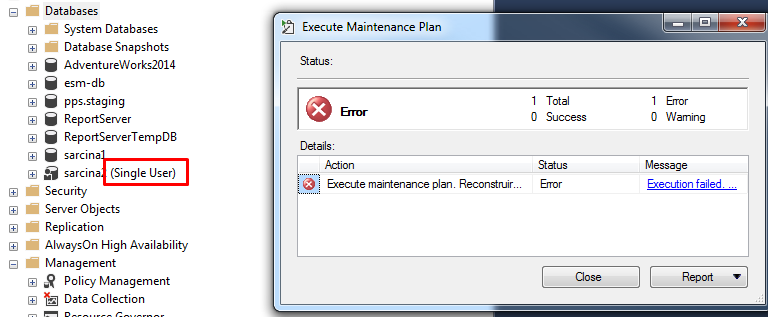 Databases
System Databases
Database Snapshots
AdventureWorks2014
esm-db
pps.staging
ReportServer
ReportServerTempDB
sarcina1
sarcina2 (Single User)
Security
Server Objects
Replication
AlwaysOn High Availability
Management
Policy Management
Data Collection
Resource Governor
Execute Maintenance Plan
Status:
Error
1 Total 1 Error
0 Success 0 Warning
Details:
Action Status Message
Execute maintenance plan. Reconstruir... Error Execution failed. ...
Close Report